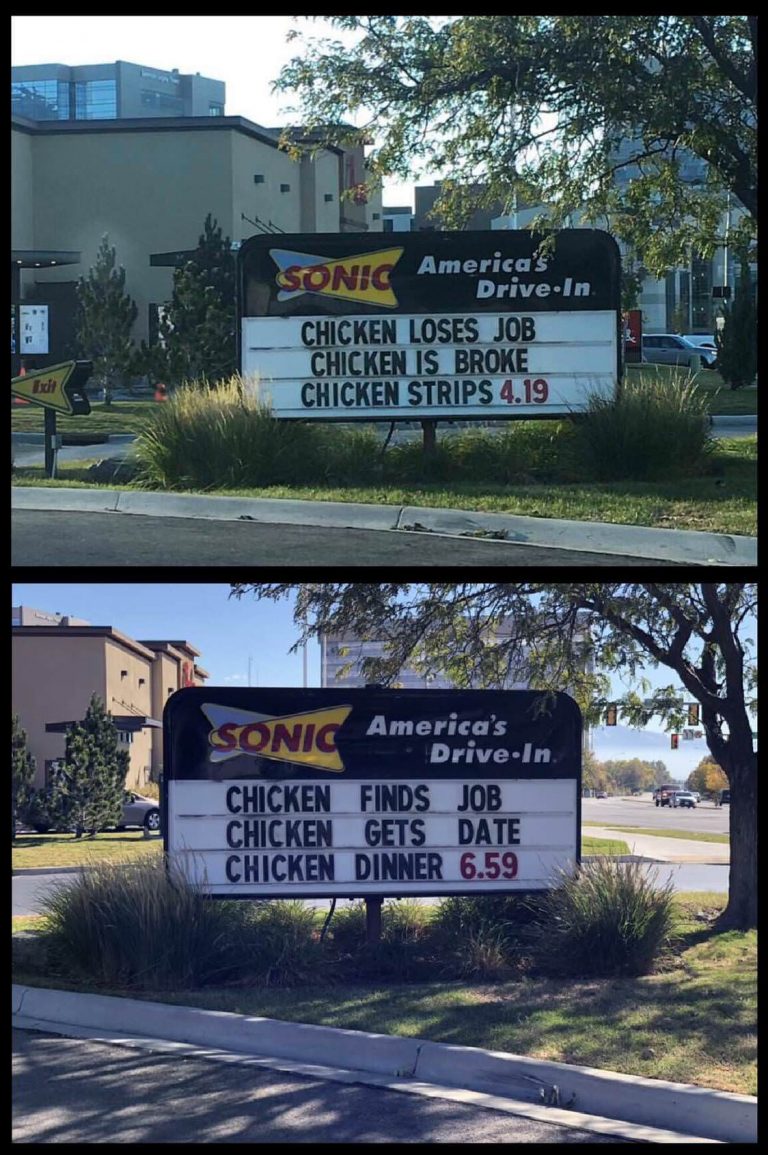 SONIC America's
Drive-In
CHICKEN LOSES JOB
CHICKEN IS BROKE
CHICKEN STRIPS 4.19
Exit
SONIC America's
Drive-In
CHICKEN FINDS JOB
CHICKEN GETS DATE
CHICKEN DINNER 6.59